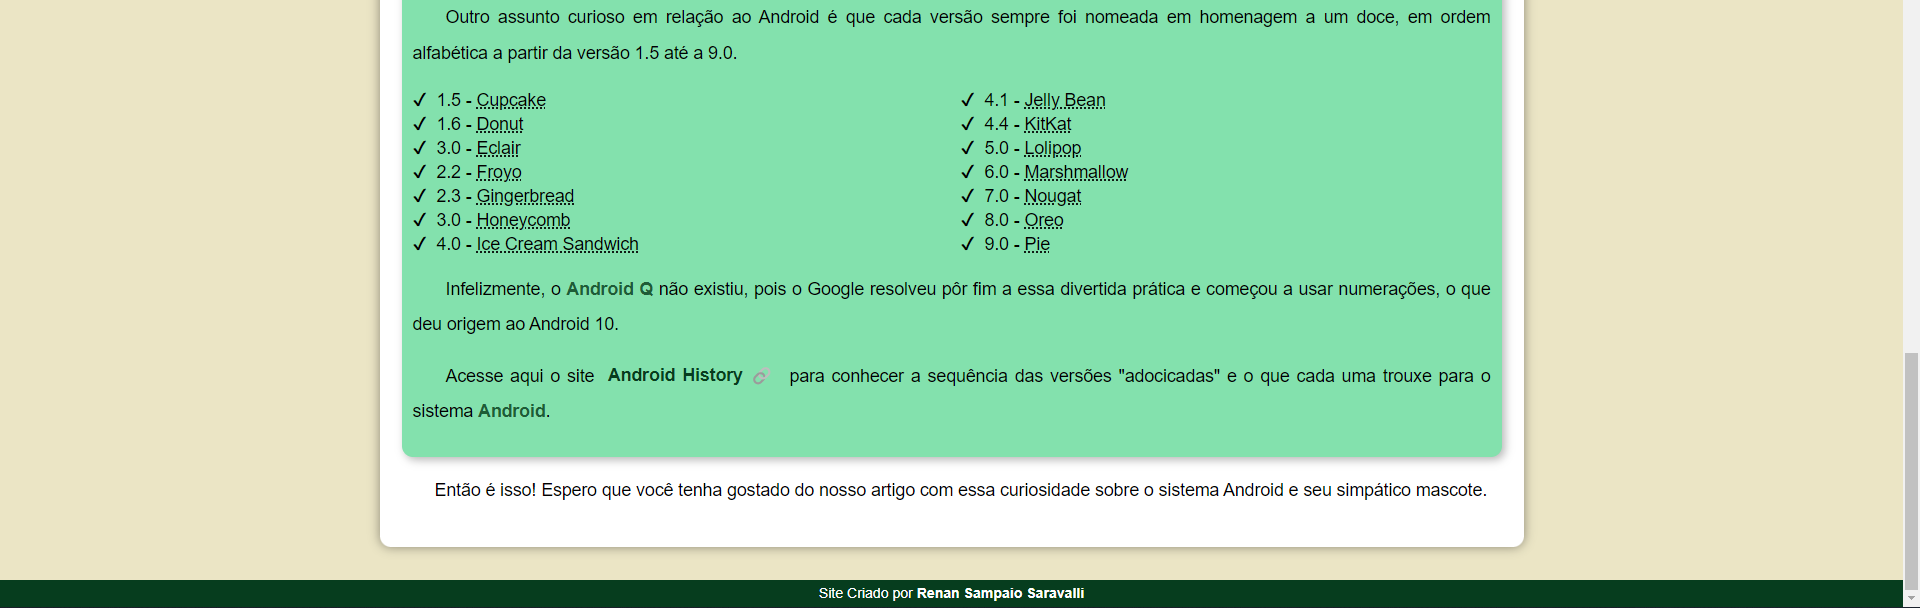 Outro assunto curioso em relação ao Android é que cada versão sempre foi nomeada em homenagem a um doce, em ordem
alfabética a partir da versão 1.5 até a 9.0.
✓ 1.5 - Cupcake
✓ 1.6 - Donut
✓ 3.0 - Eclair
✓ 2.2 - Froyo
✓ 2.3 - Gingerbread
✓ 3.0 - Honeycomb
✓ 4.0 - Ice Cream Sandwich
✓ 4.1 - Jelly Bean
✓ 4.4 - KitKat
✓ 5.0 - Lolipop
✓ 6.0 - Marshmallow
✓ 7.0 - Nougat
✓ 8.0 - Oreo
✓ 9.0 - Pie
Infelizmente, o Android Q não existiu, pois o Google resolveu pôr fim a essa divertida prática e começou a usar numerações, o que
deu origem ao Android 10.
Acesse aqui o site Android History para conhecer a sequência das versões "adocicadas" e o que cada uma trouxe para o
sistema Android.
Então é isso! Espero que você tenha gostado do nosso artigo com essa curiosidade sobre o sistema Android e seu simpático mascote.
Site Criado por Renan Sampaio Saravalli